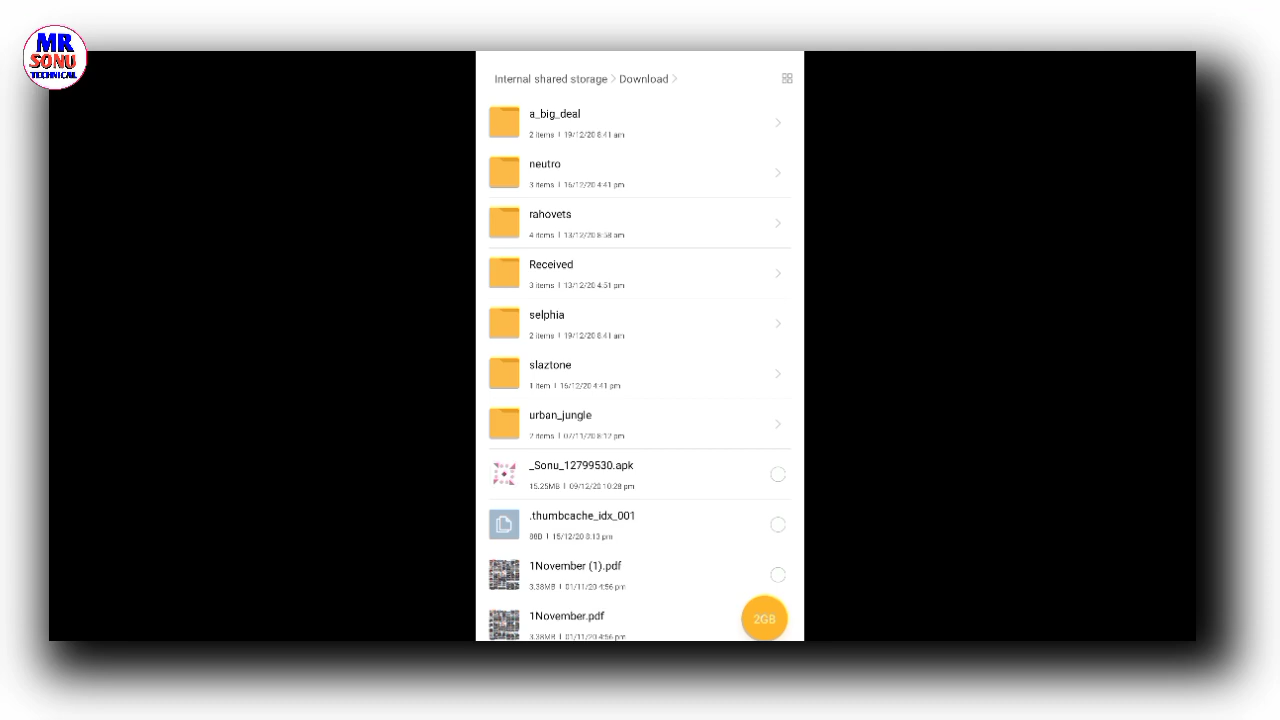 MR
SONU
TECHNICAL
Internal shared storage > Download >
a_big_deal
2 items | 19/12/20 8:41 am
neutro
3 items | 16/12/20 4:41 pm
rahovets
4 items | 13/12/20 8:58 am
Received
3 items | 13/12/20 4:51 pm
selphia
2 items | 19/12/20 8:41 am
slaztone
1 item | 16/12/20 4:41 pm
urban_jungle
2 items | 07/11/20 8:12 pm
_Sonu_12799530.apk
15.25MB | 09/12/20 10:28 pm
.thumbcache_idx_001
15/12/20 8:13 pm
1November (1).pdf
3.38MB | 01/11/20 4:56 pm
1November.pdf
3.38MB | 01/11/20 4:56 pm
2GB